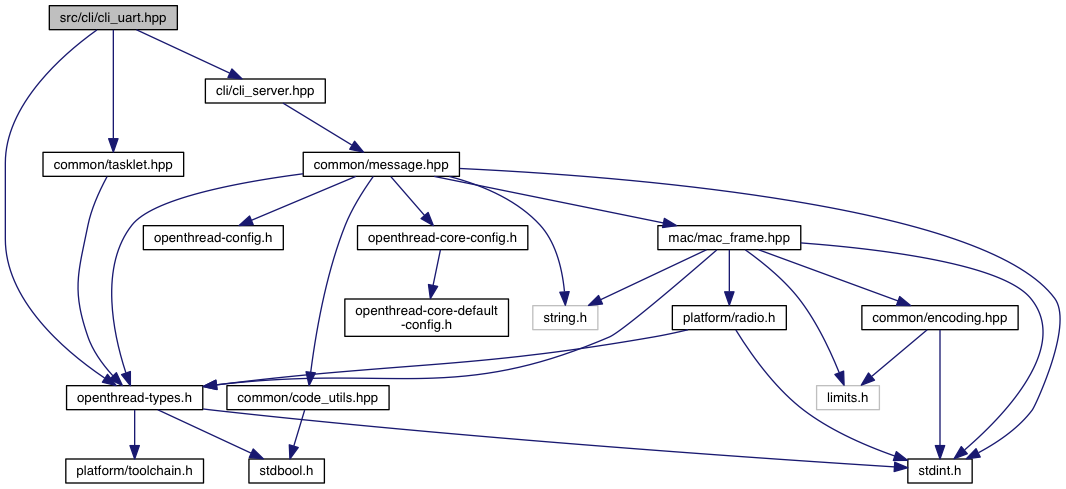 src/cli/cli_uart.hpp
cli/cli_server.hpp
common/tasklet.hpp
common/message.hpp
openthread-config.h
openthread-core-config.h
mac/mac_frame.hpp
openthread-core-default
-config.h
string.h
platform/radio.h
common/encoding.hpp
openthread-types.h
common/code_utils.hpp
limits.h
platform/toolchain.h
stdbool.h
stdint.h